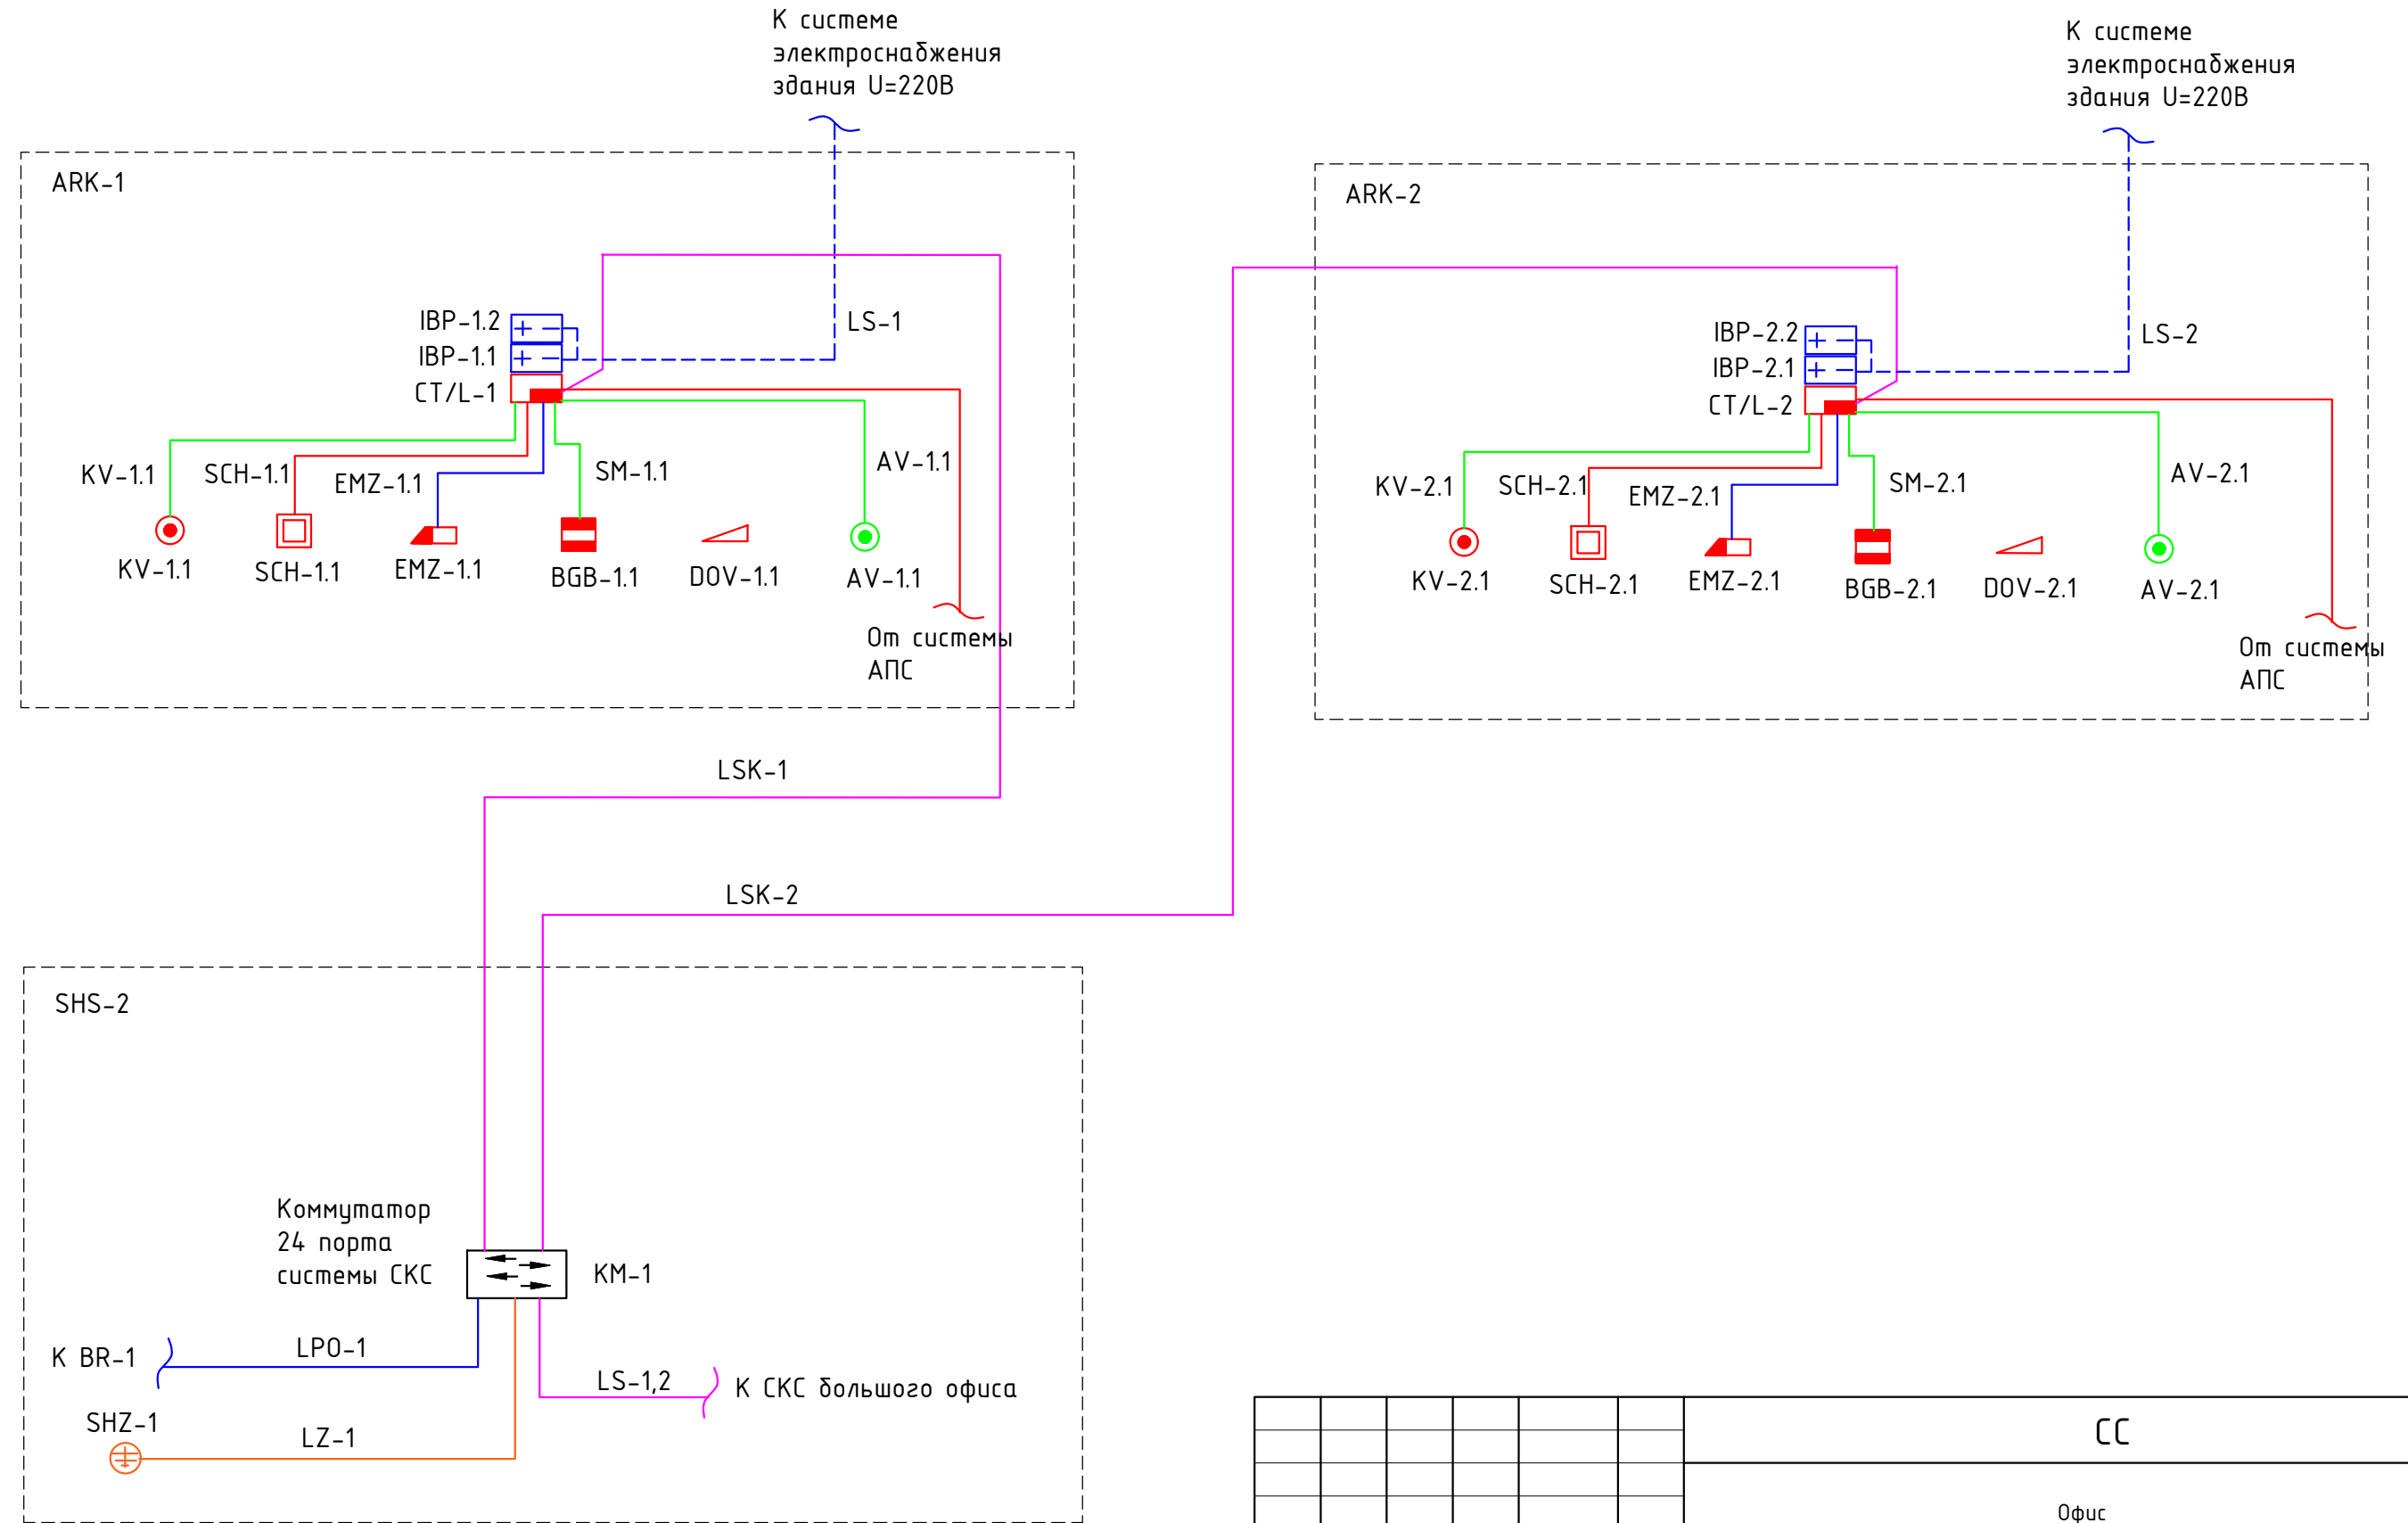 К системе
электроснабжения
здания U=220В
К системе
электроснабжения
здания U=220В
ARK-1
ARK-2
IBP-1.2
IBP-1.1
CT/L-1
LS-1
IBP-2.2
IBP-2.1
CT/L-2
LS-2
KV-1.1
SCH-1.1
EMZ-1.1
SM-1.1
AV-1.1
KV-2.1
SCH-2.1
EMZ-2.1
SM-2.1
AV-2.1
KV-1.1
SCH-1.1
EMZ-1.1
BGB-1.1
DOV-1.1
AV-1.1
KV-2.1
SCH-2.1
EMZ-2.1
BGB-2.1
DOV-2.1
AV-2.1
От системы
АПС
От системы
АПС
LSK-1
LSK-2
SHS-2
Коммутатор
24 порта
системы СКС
KM-1
К BR-1
LPO-1
LS-1,2
К СКС большого офиса
SHZ-1
LZ-1
СС
Офис